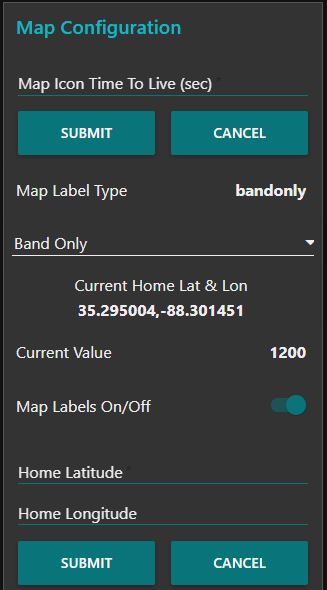 Map Configuration
Map Icon Time To Live (sec) *
SUBMIT CANCEL
Map Label Type bandonly
Band Only
Current Home Lat & Lon
35.295004,-88.301451
Current Value 1200
Map Labels On/Off
Home Latitude *
Home Longitude
SUBMIT CANCEL